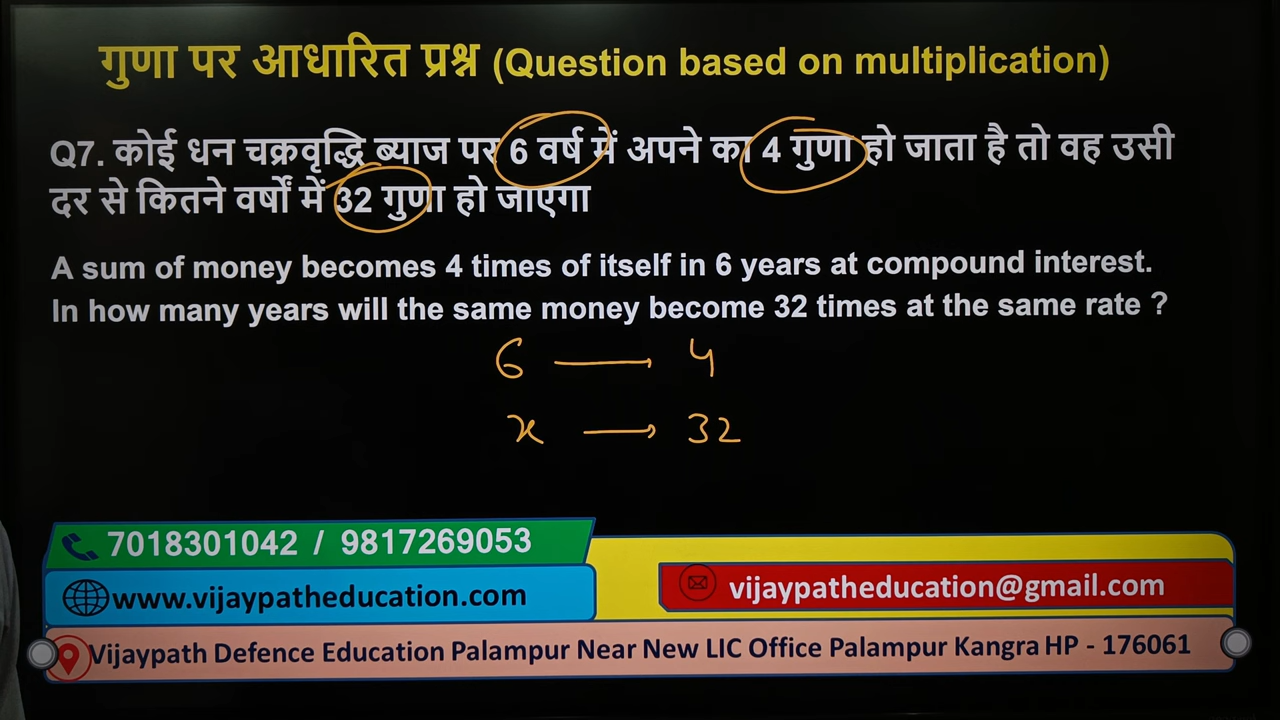 गुणा पर आधारित प्रश्न (Question based on multiplication)
Q7. कोई धन चक्रवृद्धि ब्याज पर 6 वर्ष में अपने का 4 गुणा हो जाता है तो वह उसी
दर से कितने वर्षों में 32 गुणा हो जाएगा
A sum of money becomes 4 times of itself in 6 years at compound interest.
In how many years will the same money become 32 times at the same rate ?
6 → 4
x → 32
7018301042 / 9817269053
www.vijaypatheducation.com
vijaypatheducation@gmail.com
Vijaypath Defence Education Palampur Near New LIC Office Palampur Kangra HP - 176061